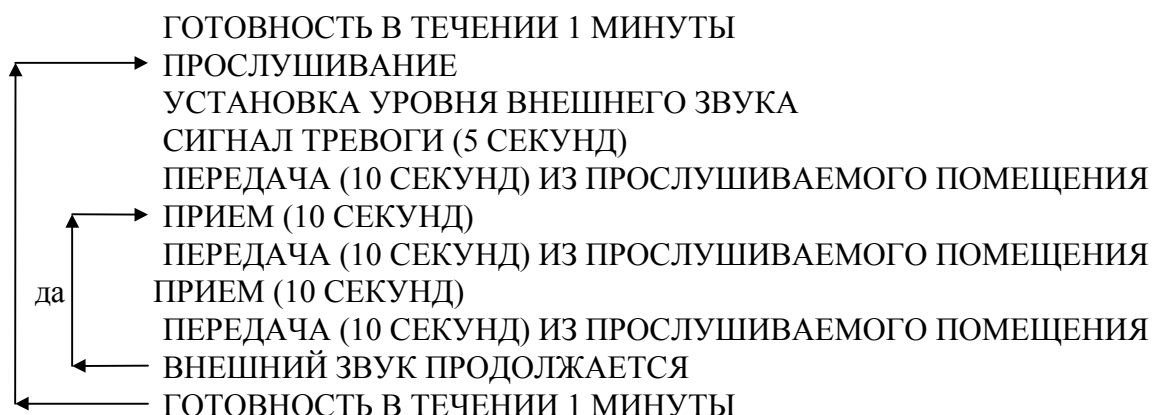 ГОТОВНОСТЬ В ТЕЧЕНИИ 1 МИНУТЫ
ПРОСЛУШИВАНИЕ
УСТАНОВКА УРОВНЯ ВНЕШНЕГО ЗВУКА
СИГНАЛ ТРЕВОГИ (5 СЕКУНД)
ПЕРЕДАЧА (10 СЕКУНД) ИЗ ПРОСЛУШИВАЕМОГО ПОМЕЩЕНИЯ
ПРИЕМ (10 СЕКУНД)
ПЕРЕДАЧА (10 СЕКУНД) ИЗ ПРОСЛУШИВАЕМОГО ПОМЕЩЕНИЯ
да ПРИЕМ (10 СЕКУНД)
ПЕРЕДАЧА (10 СЕКУНД) ИЗ ПРОСЛУШИВАЕМОГО ПОМЕЩЕНИЯ
ВНЕШНИЙ ЗВУК ПРОДОЛЖАЕТСЯ
ГОТОВНОСТЬ В ТЕЧЕНИИ 1 МИНУТЫ